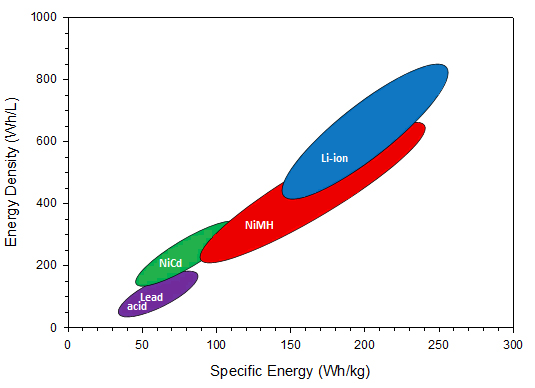 1000
800
600
400
200
0
Energy Density (Wh/L)
Li-ion
NiMH
NiCd
Lead
acid
0 50 100 150 200 250 300
Specific Energy (Wh/kg)